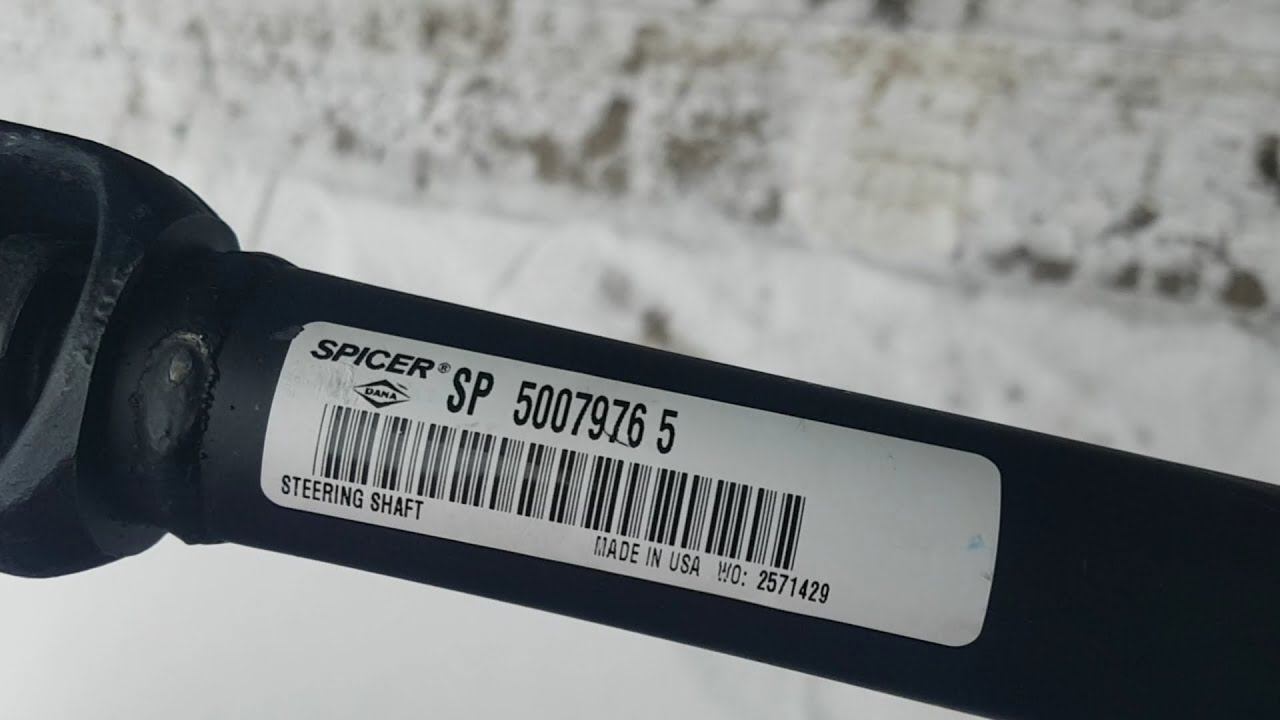 SPICER® SP 5007976 5
DANA
STEERING SHAFT
MADE IN USA WO: 2571429